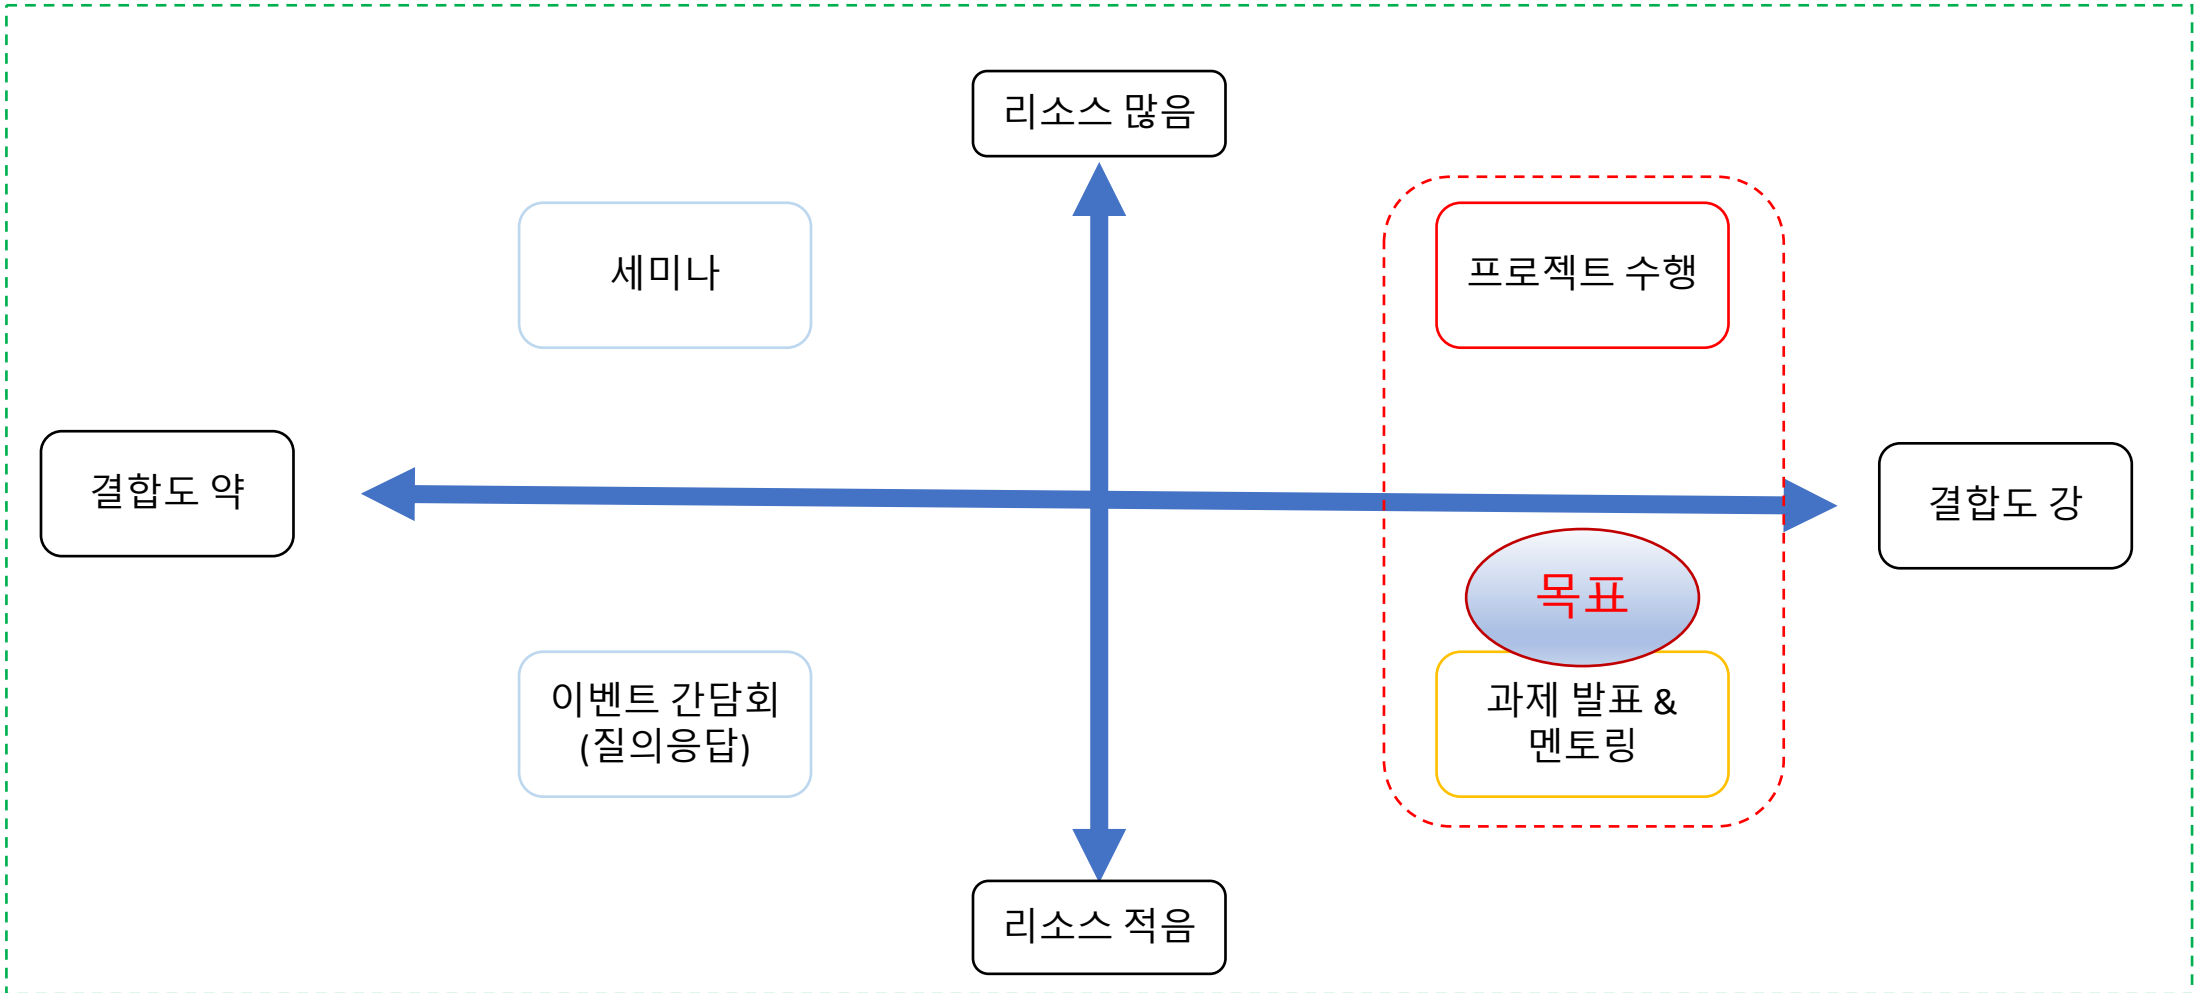 리소스 많음
세미나
프로젝트 수행
결합도 약
결합도 강
목표
이벤트 간담회
(질의응답)
과제 발표 &
멘토링
리소스 적음